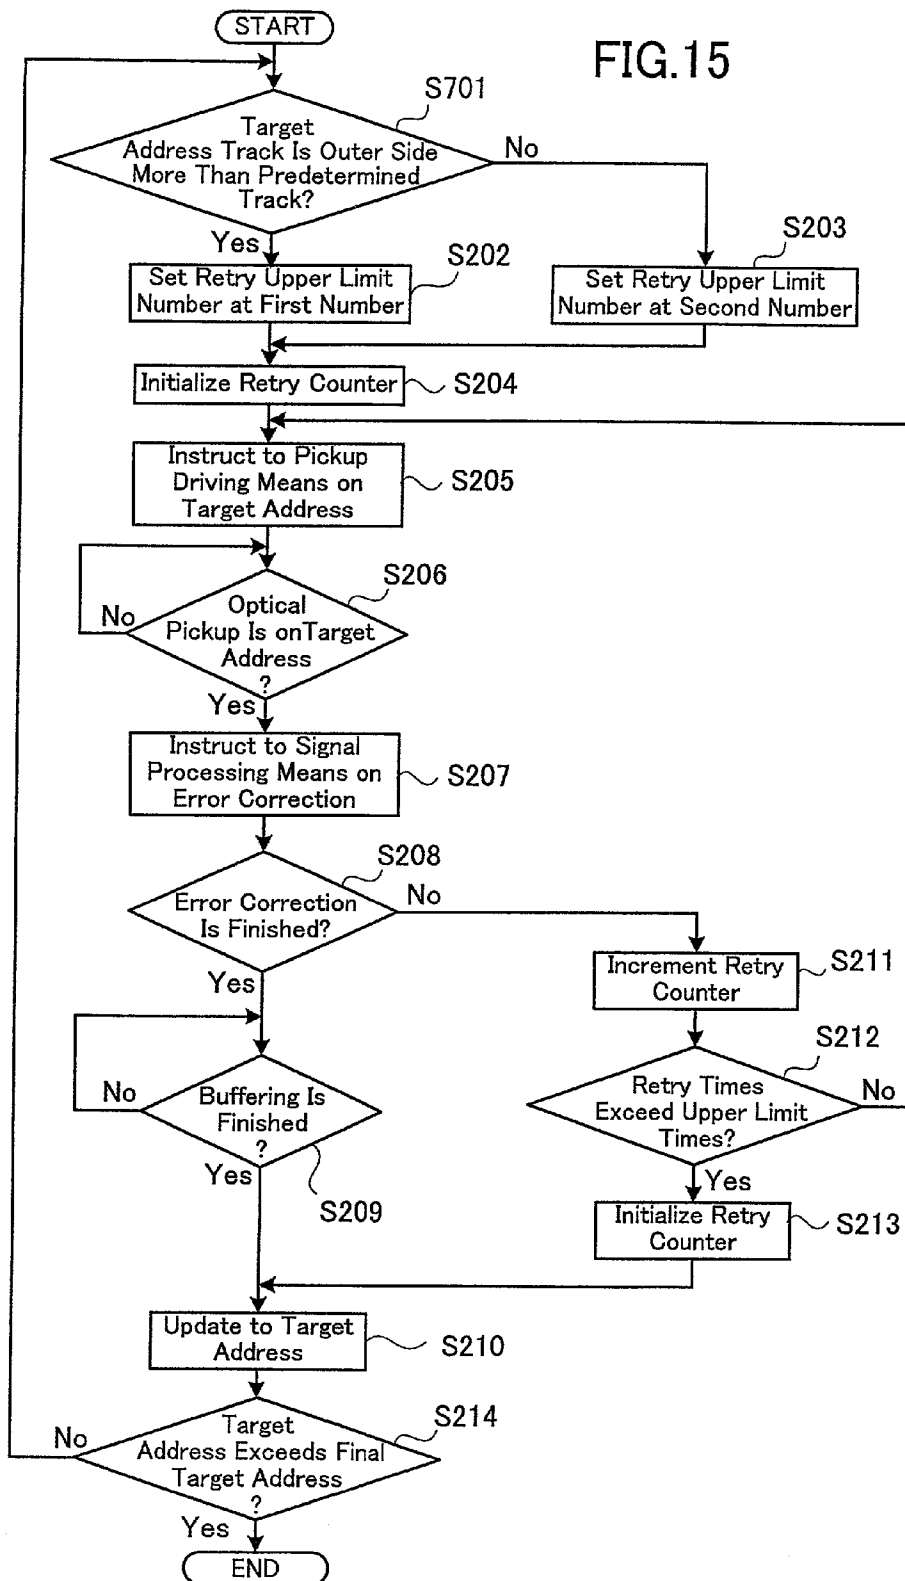 START
FIG.15
S701
Target
Address Track Is Outer Side
More Than Predetermined
Track?
No
Yes
S202
Set Retry Upper Limit
Number at First Number
S203
Set Retry Upper Limit
Number at Second Number
Initialize Retry Counter
S204
Instruct to Pickup
Driving Means on
Target Address
S205
S206
Optical
Pickup Is onTarget
Address
?
No
Yes
Instruct to Signal
Processing Means on
Error Correction
S207
S208
Error Correction
Is Finished?
No
Yes
Increment Retry
Counter
S211
S212
Retry Times
Exceed Upper Limit
Times?
No
Yes
Buffering Is
Finished
?
No
Yes
S209
Initialize Retry
Counter
S213
Update to Target
Address
S210
S214
Target
Address Exceeds Final
Target Address
?
No
Yes
END